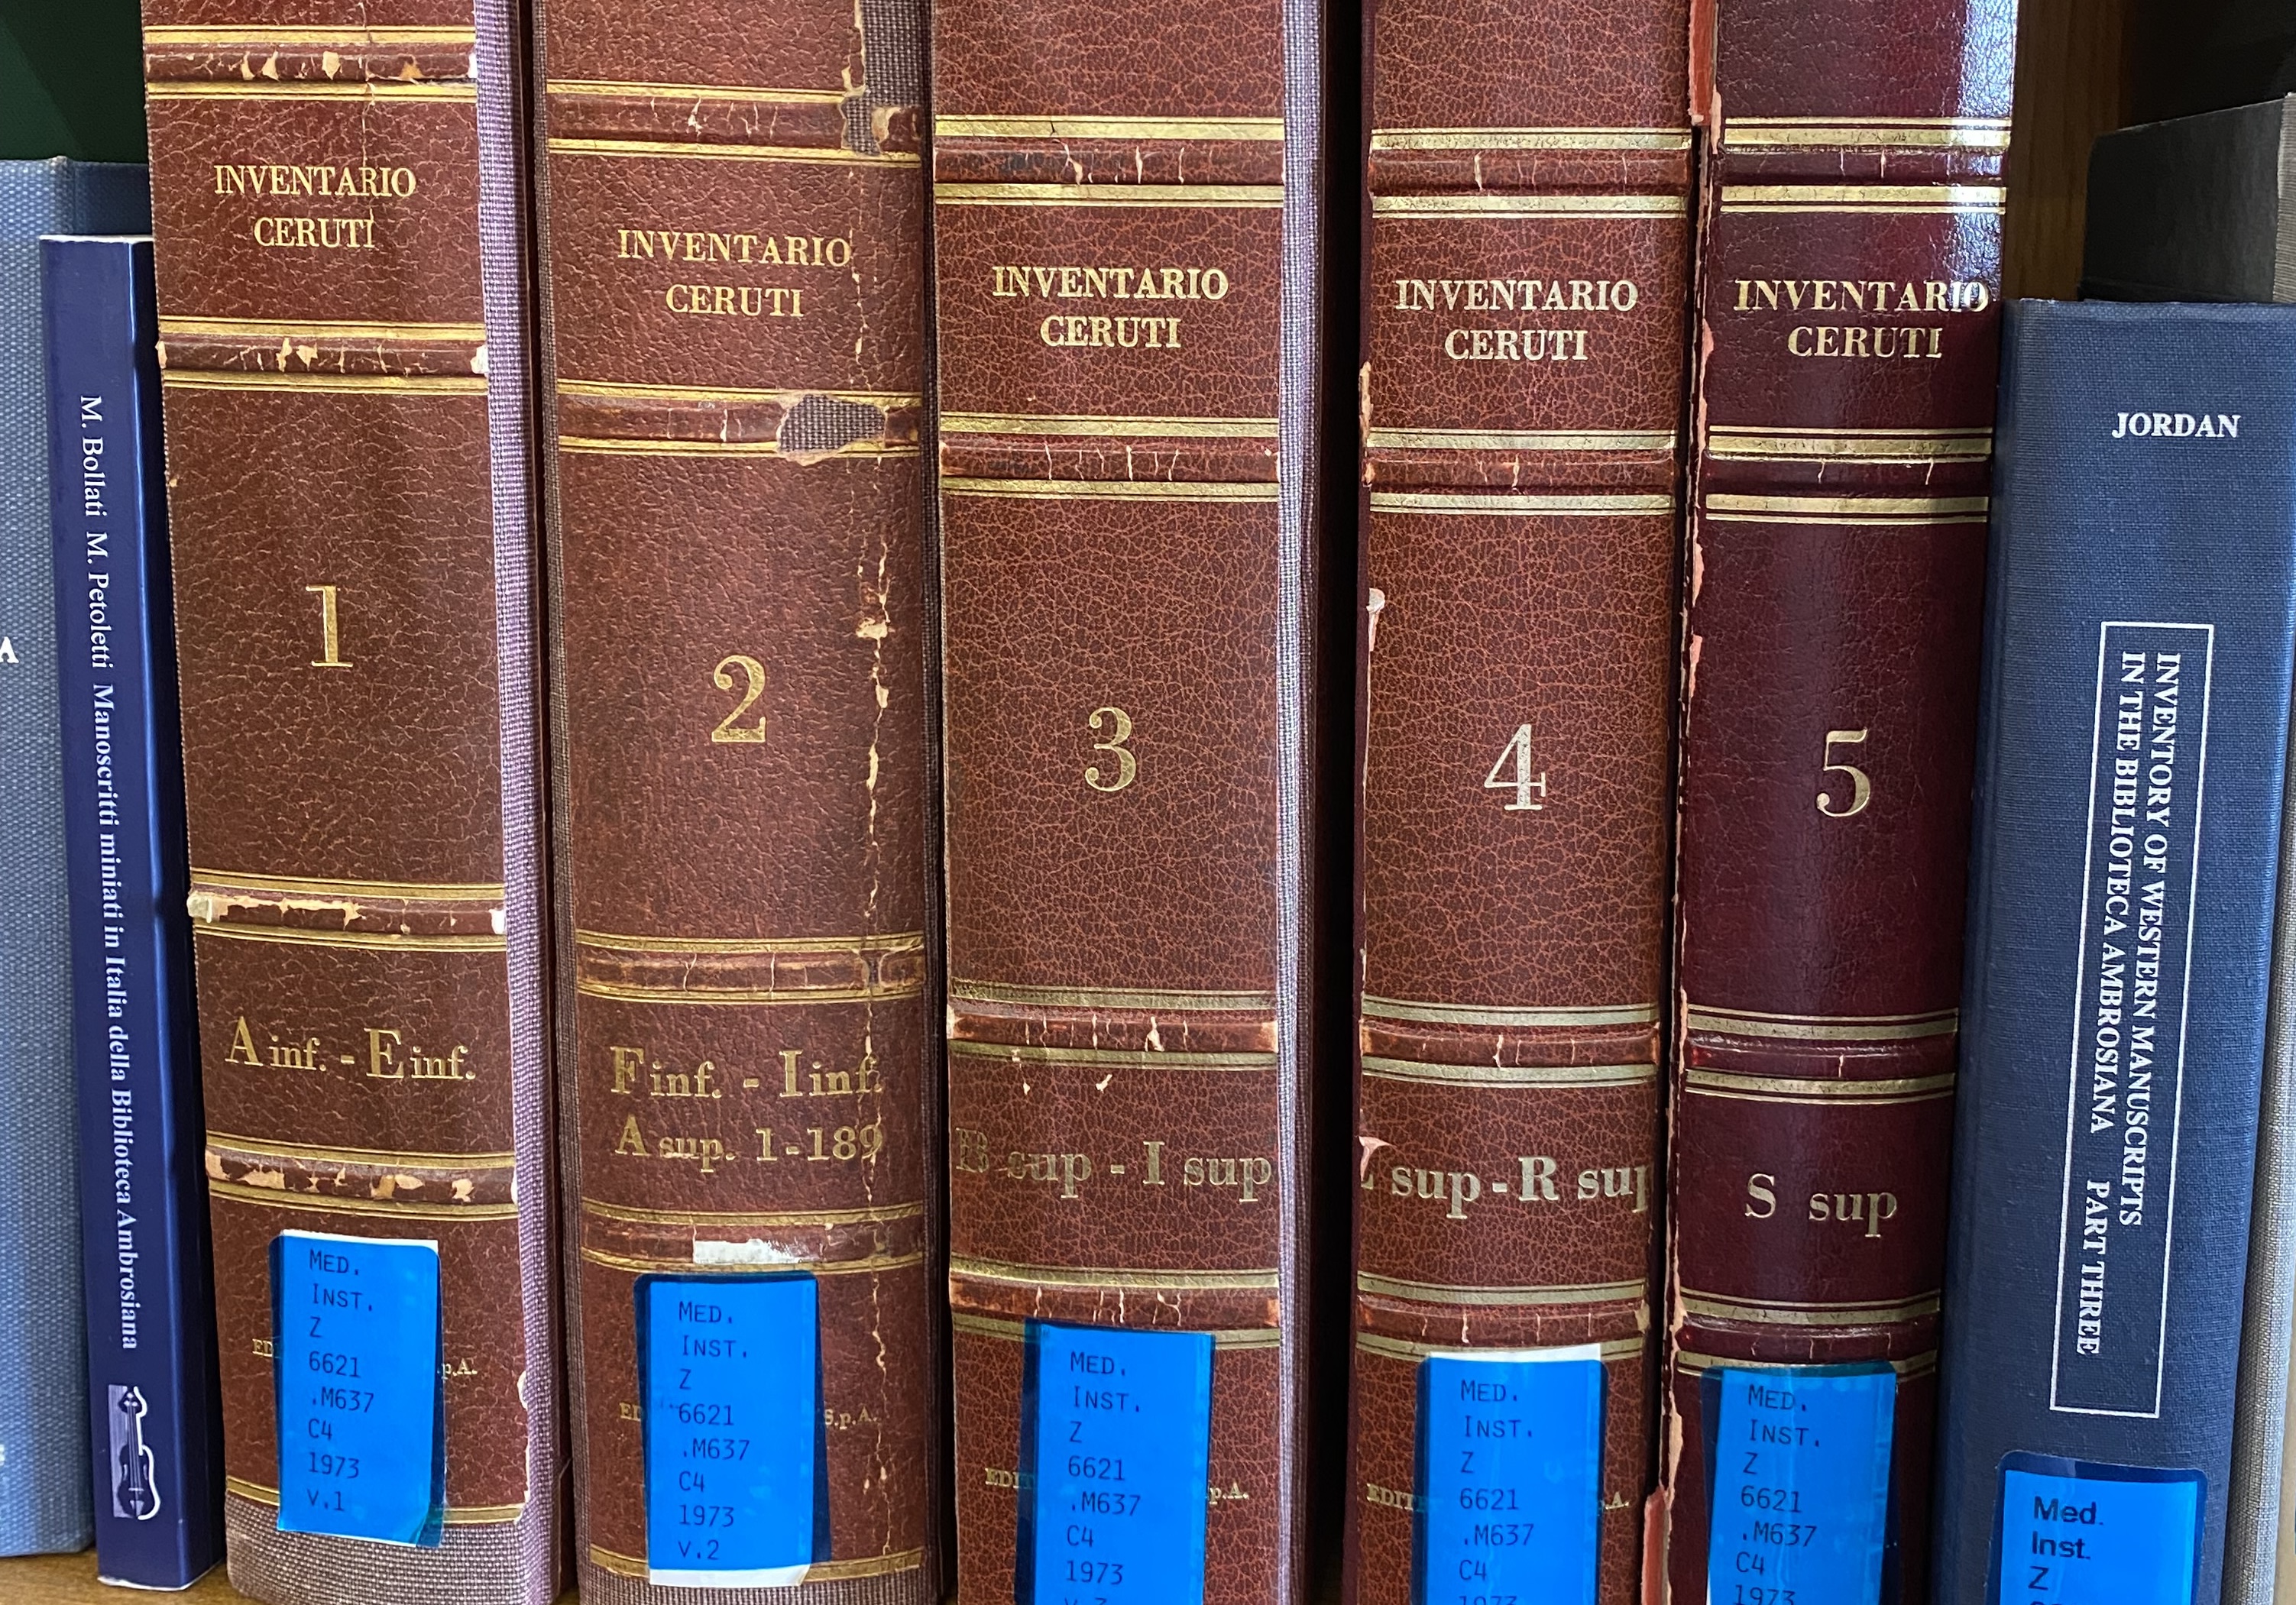 A
M. Bollati M. Petoletti Manoscritti miniati in Italia della Biblioteca Ambrosiana
INVENTARIO
CERUTI
1
A inf. - E inf.
MED.
INST.
Z
6621
.M637
C4
1973
v.1
INVENTARIO
CERUTI
2
F inf. - I inf.
A sup. 1-189
S.p.A.
MED.
INST.
Z
6621
.M637
C4
1973
v.2
INVENTARIO
CERUTI
3
B sup - I sup
MED.
INST.
Z
6621
.M637
C4
1973
INVENTARIO
CERUTI
4
sup - R sup
MED.
INST.
Z
6621
.M637
C4
1973
INVENTARIO
CERUTI
5
S sup
MED.
INST.
Z
6621
.M637
C4
1973
JORDAN
INVENTORY OF WESTERN MANUSCRIPTS
IN THE BIBLIOTECA AMBROSIANA PART THREE
Med.
Inst.
Z